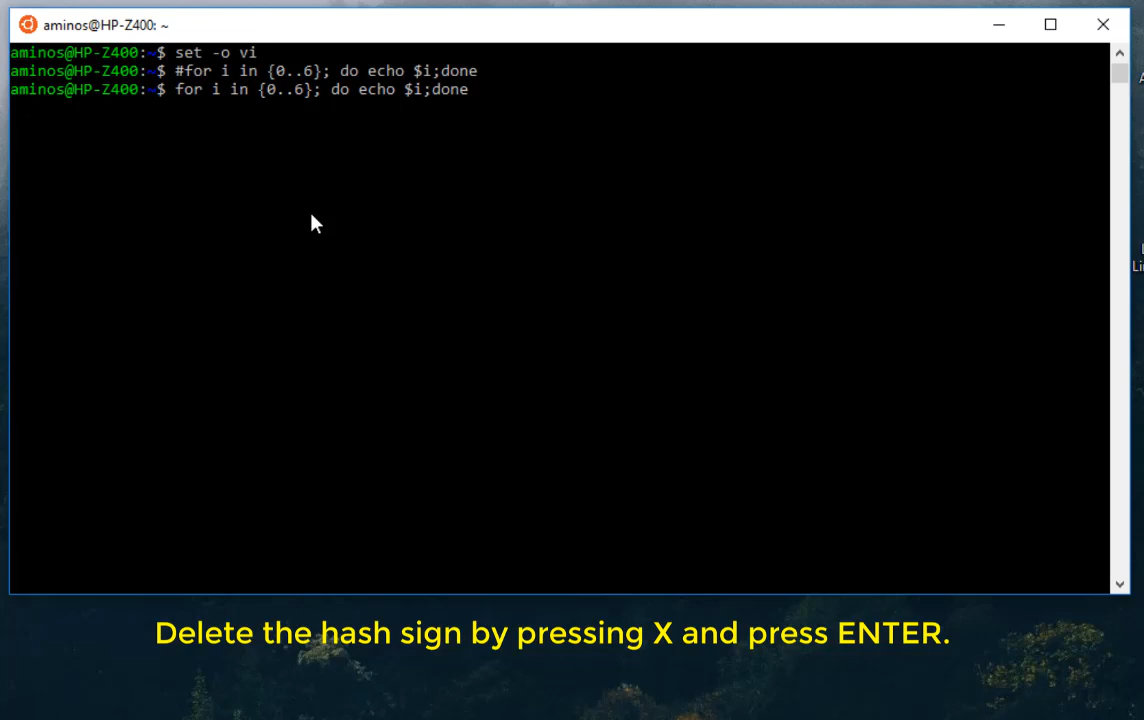 aminos@HP-Z400: ~
aminos@HP-Z400:~$ set -o vi
aminos@HP-Z400:~$ #for i in {0..6}; do echo $i;done
aminos@HP-Z400:~$ for i in {0..6}; do echo $i;done
Li
Delete the hash sign by pressing X and press ENTER.